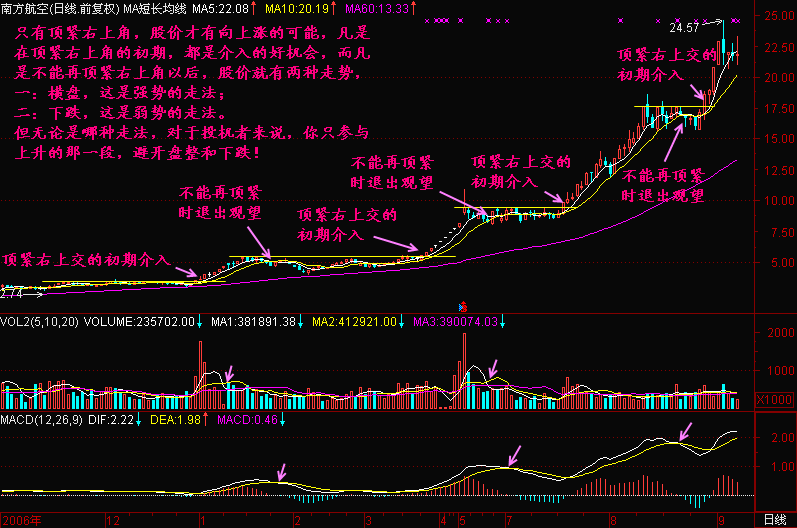 南方航空(日线.前复权) MA短长均线 MA5:22.08↑ MA10:20.19↑ MA60:13.33↑
只有顶紧右上角，股价才有向上涨的可能，凡是
在顶紧右上角的初期，都是介入的好机会，而凡
是不能再顶紧右上角以后，股价就有两种走势，
一：横盘，这是强势的走法；
二：下跌，这是弱势的走法。
但无论是哪种走法，对于投机者来说，你只参与
上升的那一段，避开盘整和下跌！
24.57
25.00
22.50
20.00
17.50
15.00
12.50
10.00
7.50
5.00
顶紧右上交的
初期介入
不能再顶紧
时退出观望
顶紧右上交的
初期介入
不能再顶紧
时退出观望
不能再顶紧
时退出观望
顶紧右上交的
初期介入
顶紧右上交的初期介入
2.74
VOL2(5,10,20) VOLUME:235702.00↓ MA1:381891.38↓ MA2:412921.00↓ MA3:390074.03↓
2000
1000
X1000
MACD(12,26,9) DIF:2.22↓ DEA:1.98↑ MACD:0.46↓
2.00
1.00
2006年 12 1 2 3 4 5 7 8 9 日线